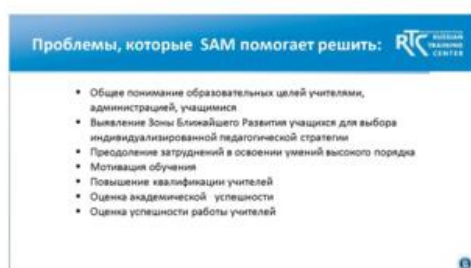 Проблемы, которые SAM помогает решить:
RTC RUSSIAN
TRAINING
CENTER
• Общее понимание образовательных целей учителями,
администрацией, учащимися
• Выявление Зоны Ближайшего Развития учащихся для выбора
индивидуализированной педагогической стратегии
• Преодоление затруднений в освоении умений высокого порядка
• Мотивация обучения
• Повышение квалификации учителей
• Оценка академической успешности
• Оценка успешности работы учителей